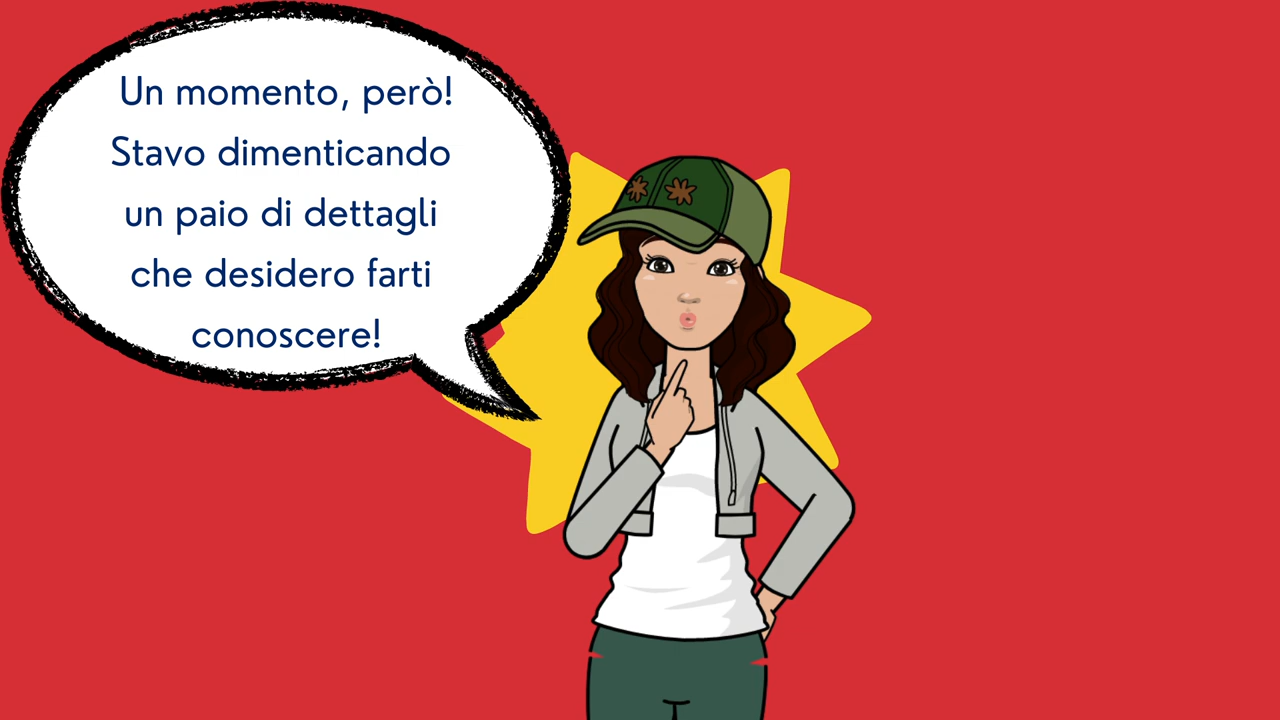 Un momento, però!
Stavo dimenticando
un paio di dettagli
che desidero farti
conoscere!